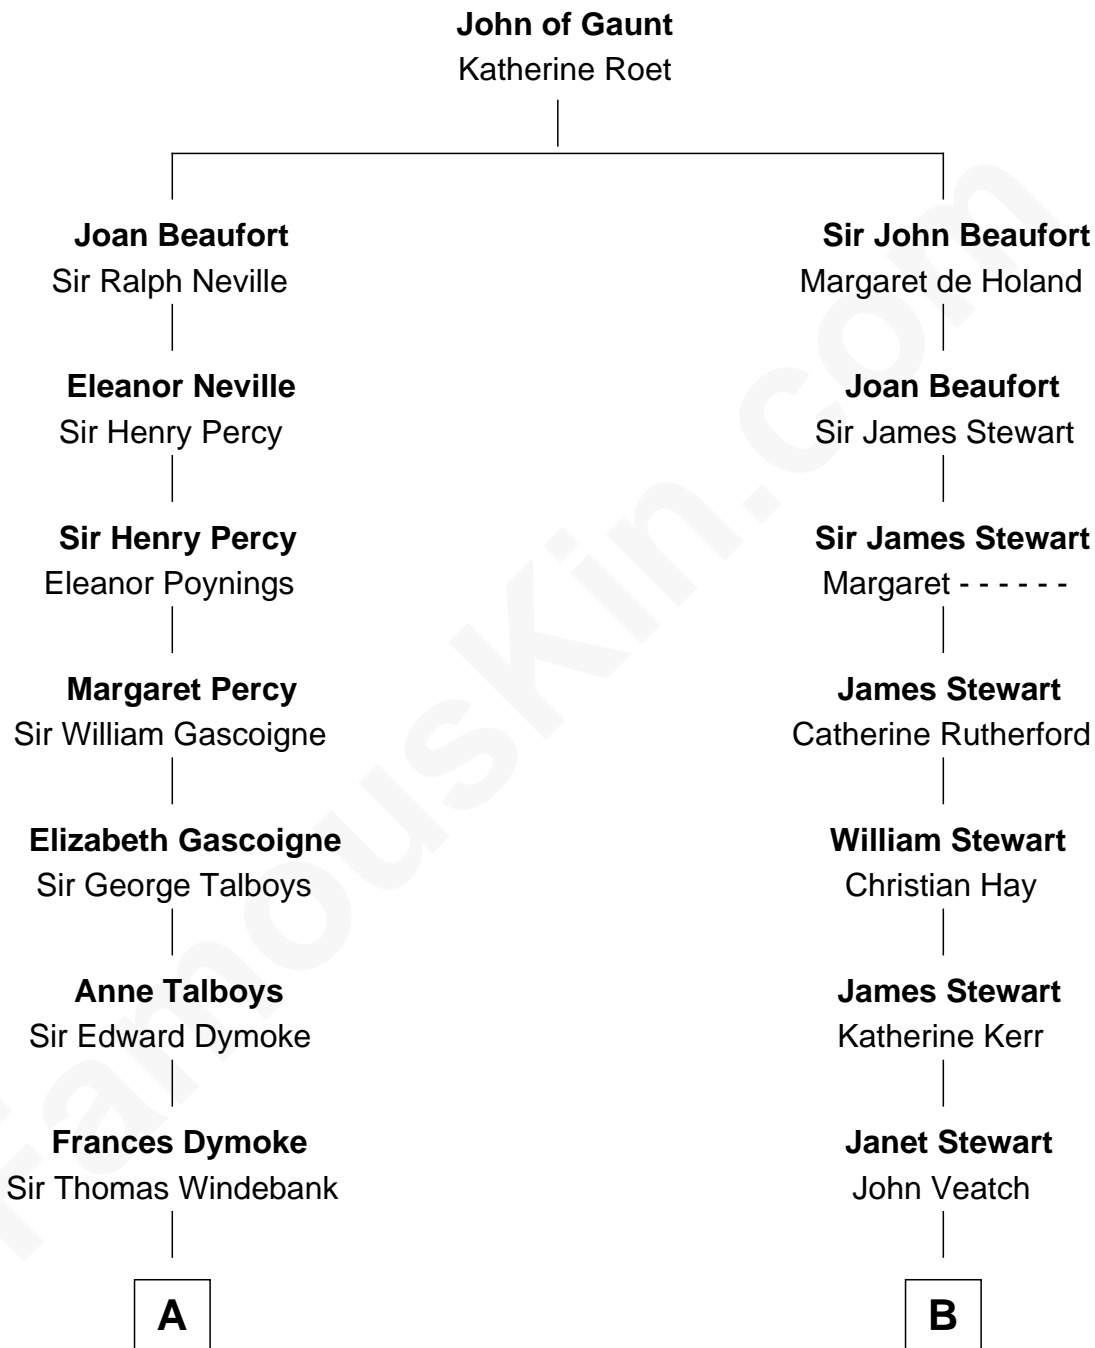 John of Gaunt
Katherine Roet
Joan Beaufort
Sir Ralph Neville
Eleanor Neville
Sir Henry Percy
Sir Henry Percy
Eleanor Poynings
Margaret Percy
Sir William Gascoigne
Elizabeth Gascoigne
Sir George Talboys
Anne Talboys
Sir Edward Dymoke
Frances Dymoke
Sir Thomas Windebank
A
Sir John Beaufort
Margaret de Holand
Joan Beaufort
Sir James Stewart
Sir James Stewart
Margaret - - - - - -
James Stewart
Catherine Rutherford
William Stewart
Christian Hay
James Stewart
Katherine Kerr
Janet Stewart
John Veatch
B
FamousKin.com